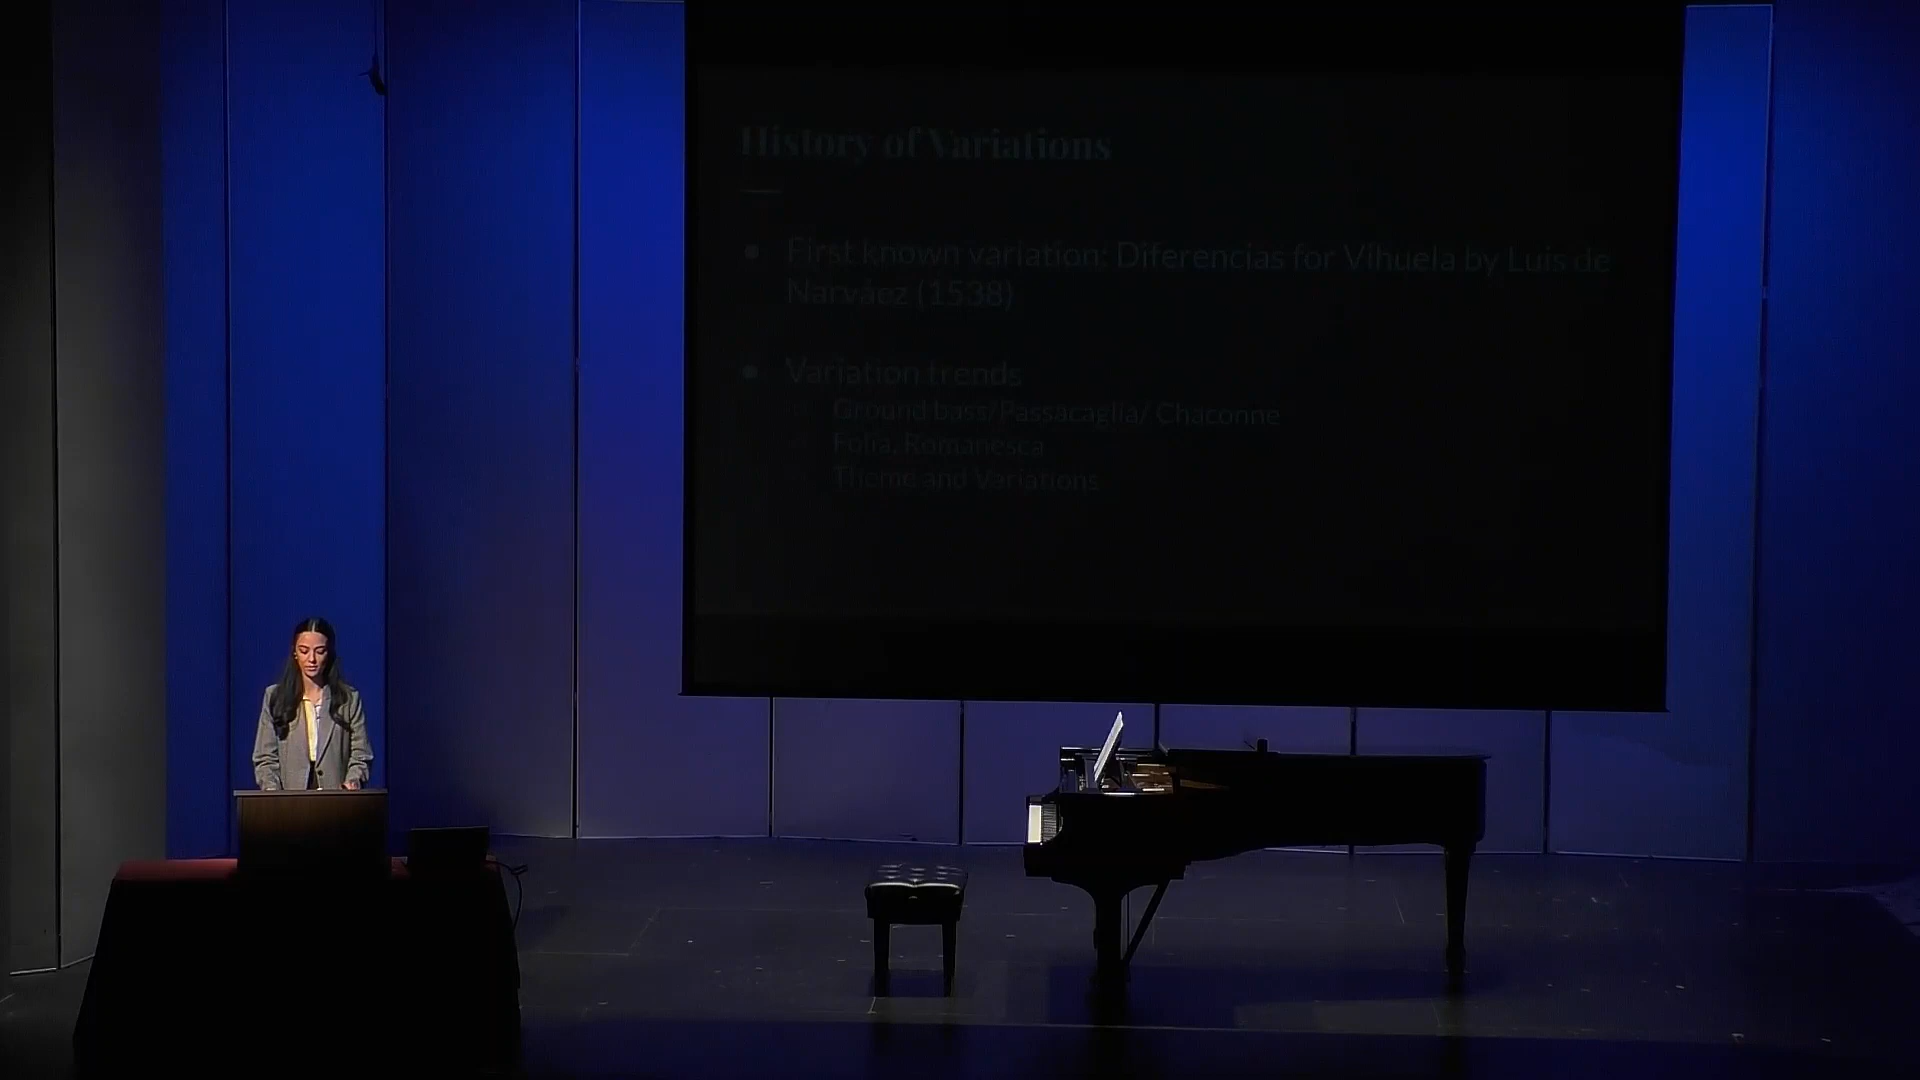 History of Variations
First known variation: Diferencias for Vihuela by Luis de
Narváez (1538)
Variation trends
Ground bass/Passacaglia/ Chaconne
Folia, Romanesca
Theme and Variations